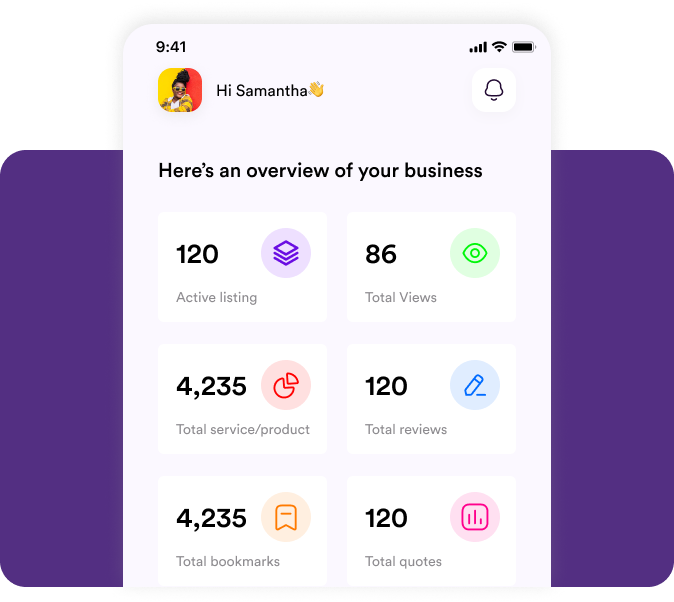 9:41
Hi Samantha👋
Here’s an overview of your business
120
86
Active listing
Total Views
4,235
120
Total service/product
Total reviews
4,235
120
Total bookmarks
Total quotes